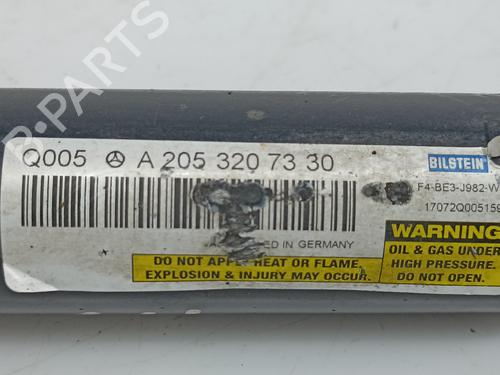 Q005 A 205 320 73 30
BILSTEIN
F4-BE3-J982-W
17072Q005159
ED IN GERMANY
DO NOT APPLY HEAT OR FLAME.
EXPLOSION & INJURY MAY OCCUR.
WARNING
OIL & GAS UNDER
HIGH PRESSURE.
DO NOT OPEN.
B-Parts